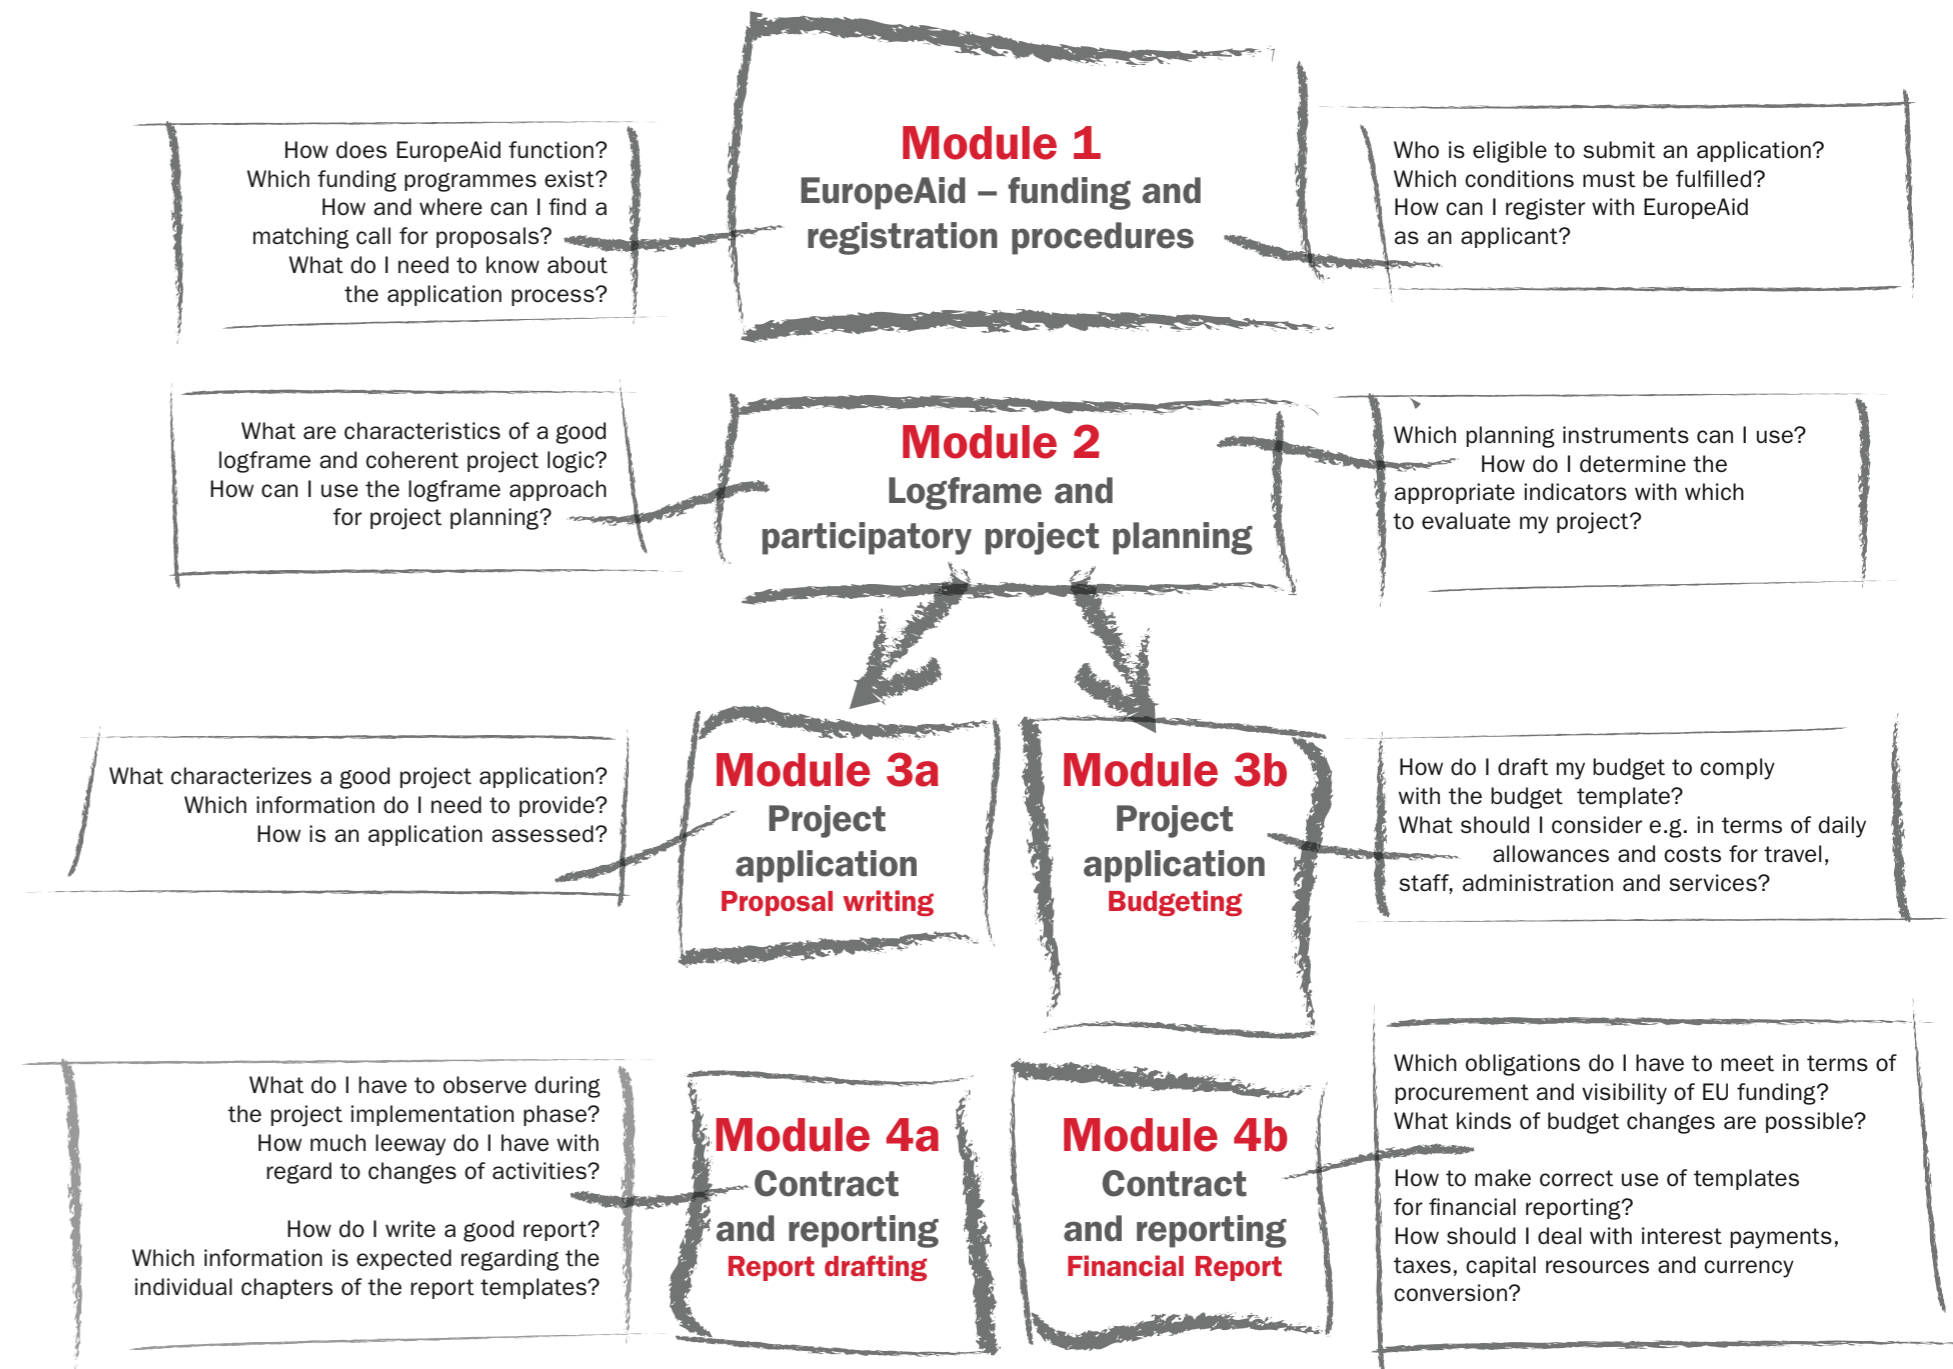 How does EuropeAid function?
Which funding programmes exist?
How and where can I find a
matching call for proposals?
What do I need to know about
the application process?
Module 1
EuropeAid – funding and
registration procedures
Who is eligible to submit an application?
Which conditions must be fulfilled?
How can I register with EuropeAid
as an applicant?
What are characteristics of a good
logframe and coherent project logic?
How can I use the logframe approach
for project planning?
Module 2
Logframe and
participatory project planning
Which planning instruments can I use?
How do I determine the
appropriate indicators with which
to evaluate my project?
What characterizes a good project application?
Which information do I need to provide?
How is an application assessed?
Module 3a
Project
application
Proposal writing
Module 3b
Project
application
Budgeting
How do I draft my budget to comply
with the budget template?
What should I consider e.g. in terms of daily
allowances and costs for travel,
staff, administration and services?
What do I have to observe during
the project implementation phase?
How much leeway do I have with
regard to changes of activities?
How do I write a good report?
Which information is expected regarding the
individual chapters of the report templates?
Module 4a
Contract
and reporting
Report drafting
Module 4b
Contract
and reporting
Financial Report
Which obligations do I have to meet in terms of
procurement and visibility of EU funding?
What kinds of budget changes are possible?
How to make correct use of templates
for financial reporting?
How should I deal with interest payments,
taxes, capital resources and currency
conversion?